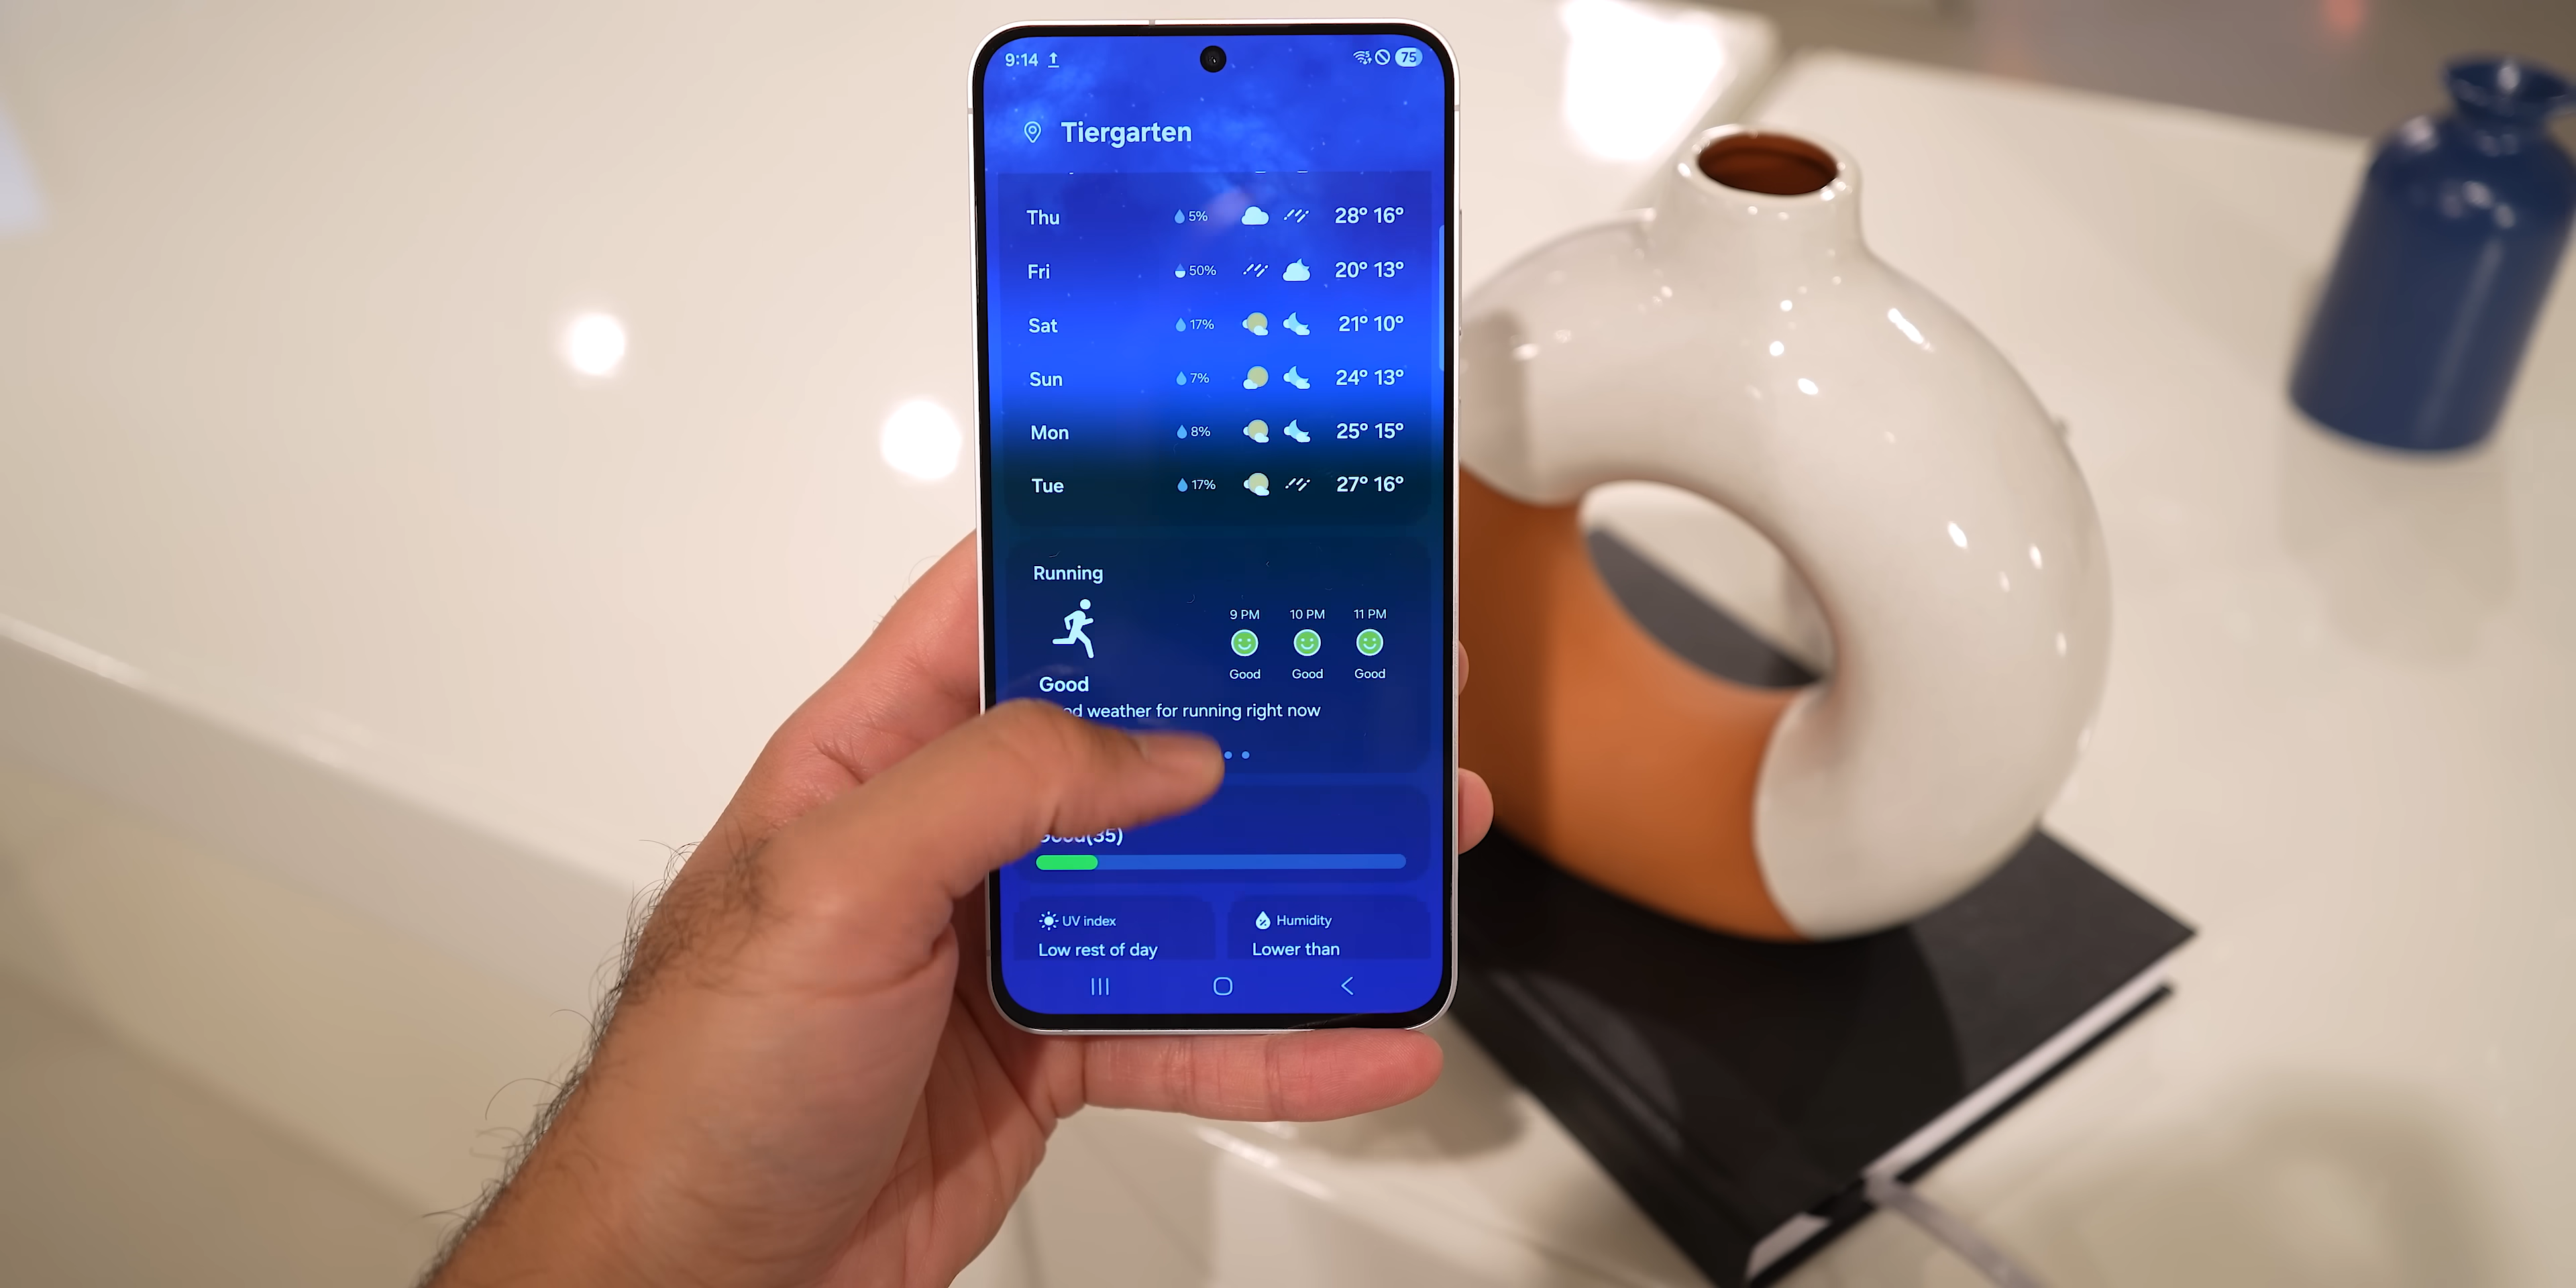 9:14 75
Tiergarten
Thu 5% 28° 16°
Fri 50% 20° 13°
Sat 17% 21° 10°
Sun 7% 24° 13°
Mon 8% 25° 15°
Tue 17% 27° 16°
Running
9 PM 10 PM 11 PM
Good Good Good
Good
weather for running right now
Good(35)
UV index
Low rest of day
Humidity
Lower than